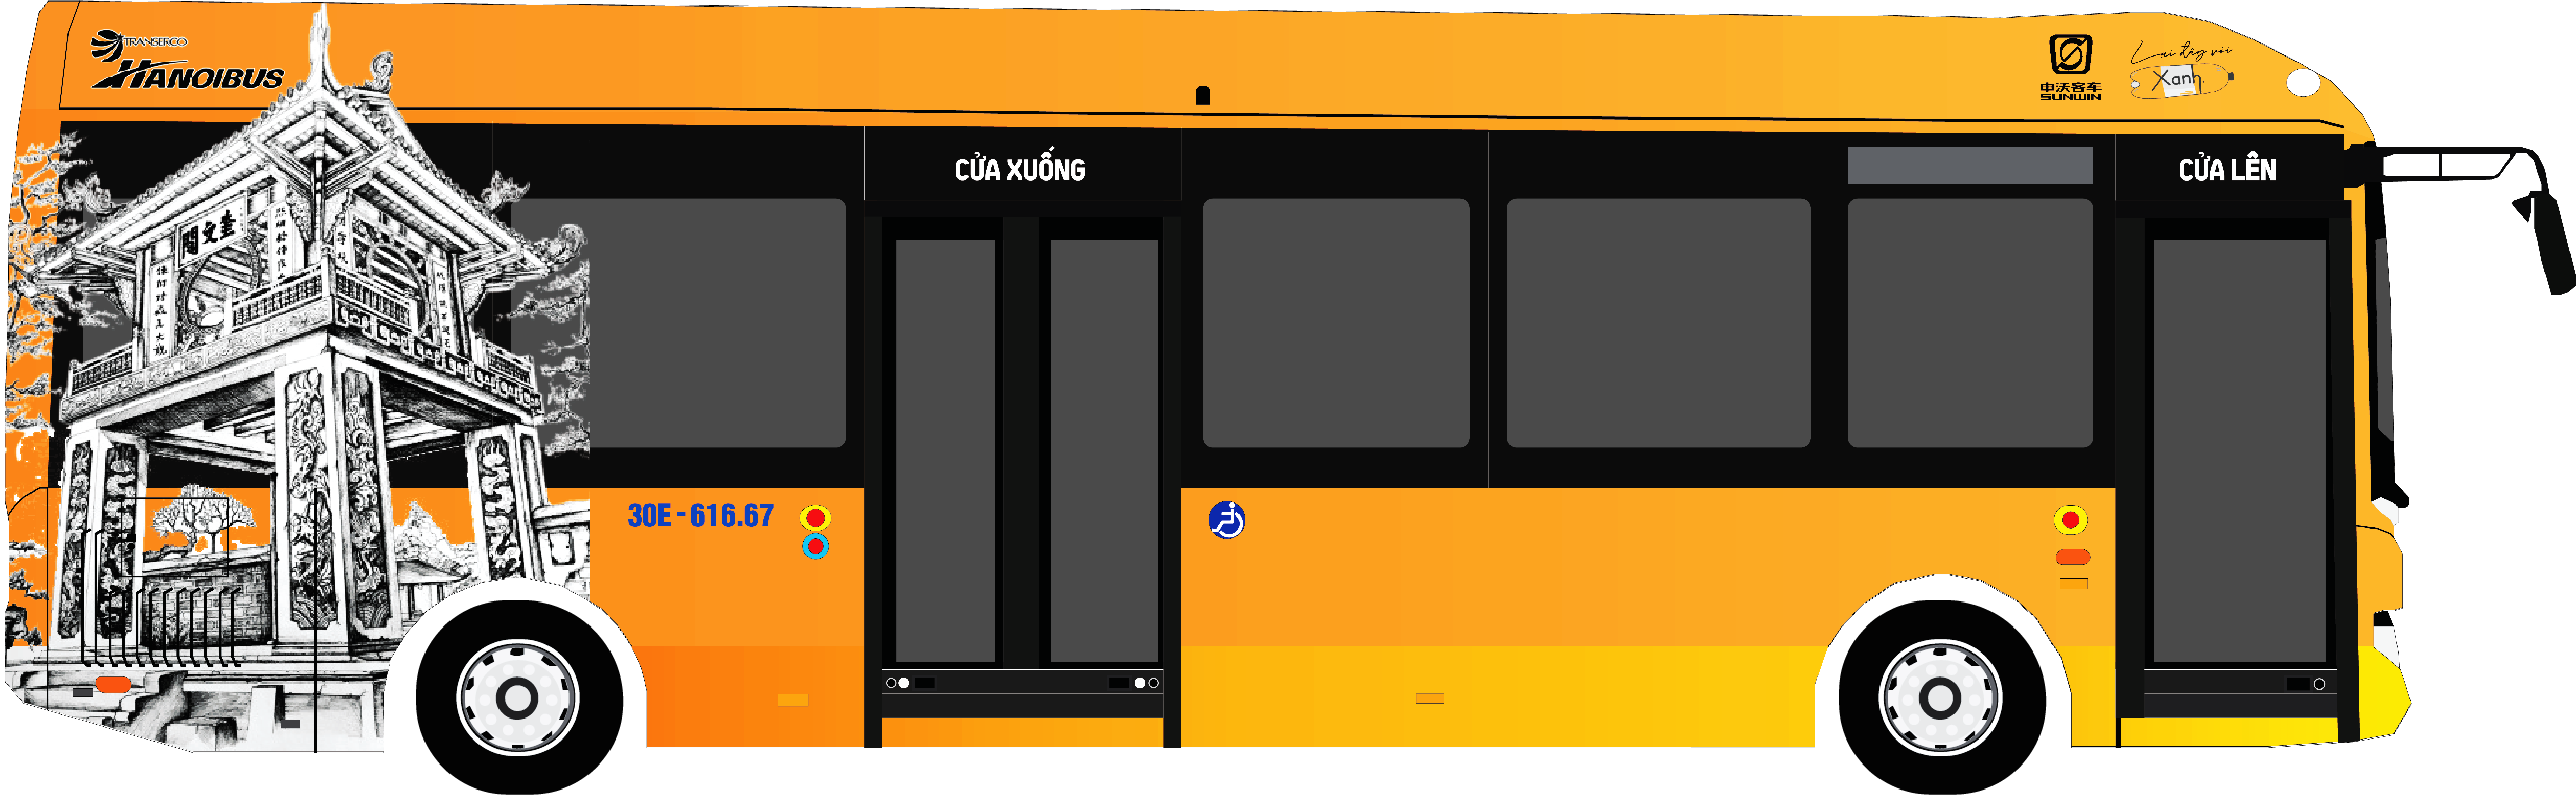 TRANSERCO
HANOIBUS
申沃客车
SUNWIN
Lại đây với
Xanh.
CỬA XUỐNG
CỬA LÊN
奎文閣
30E - 616.67